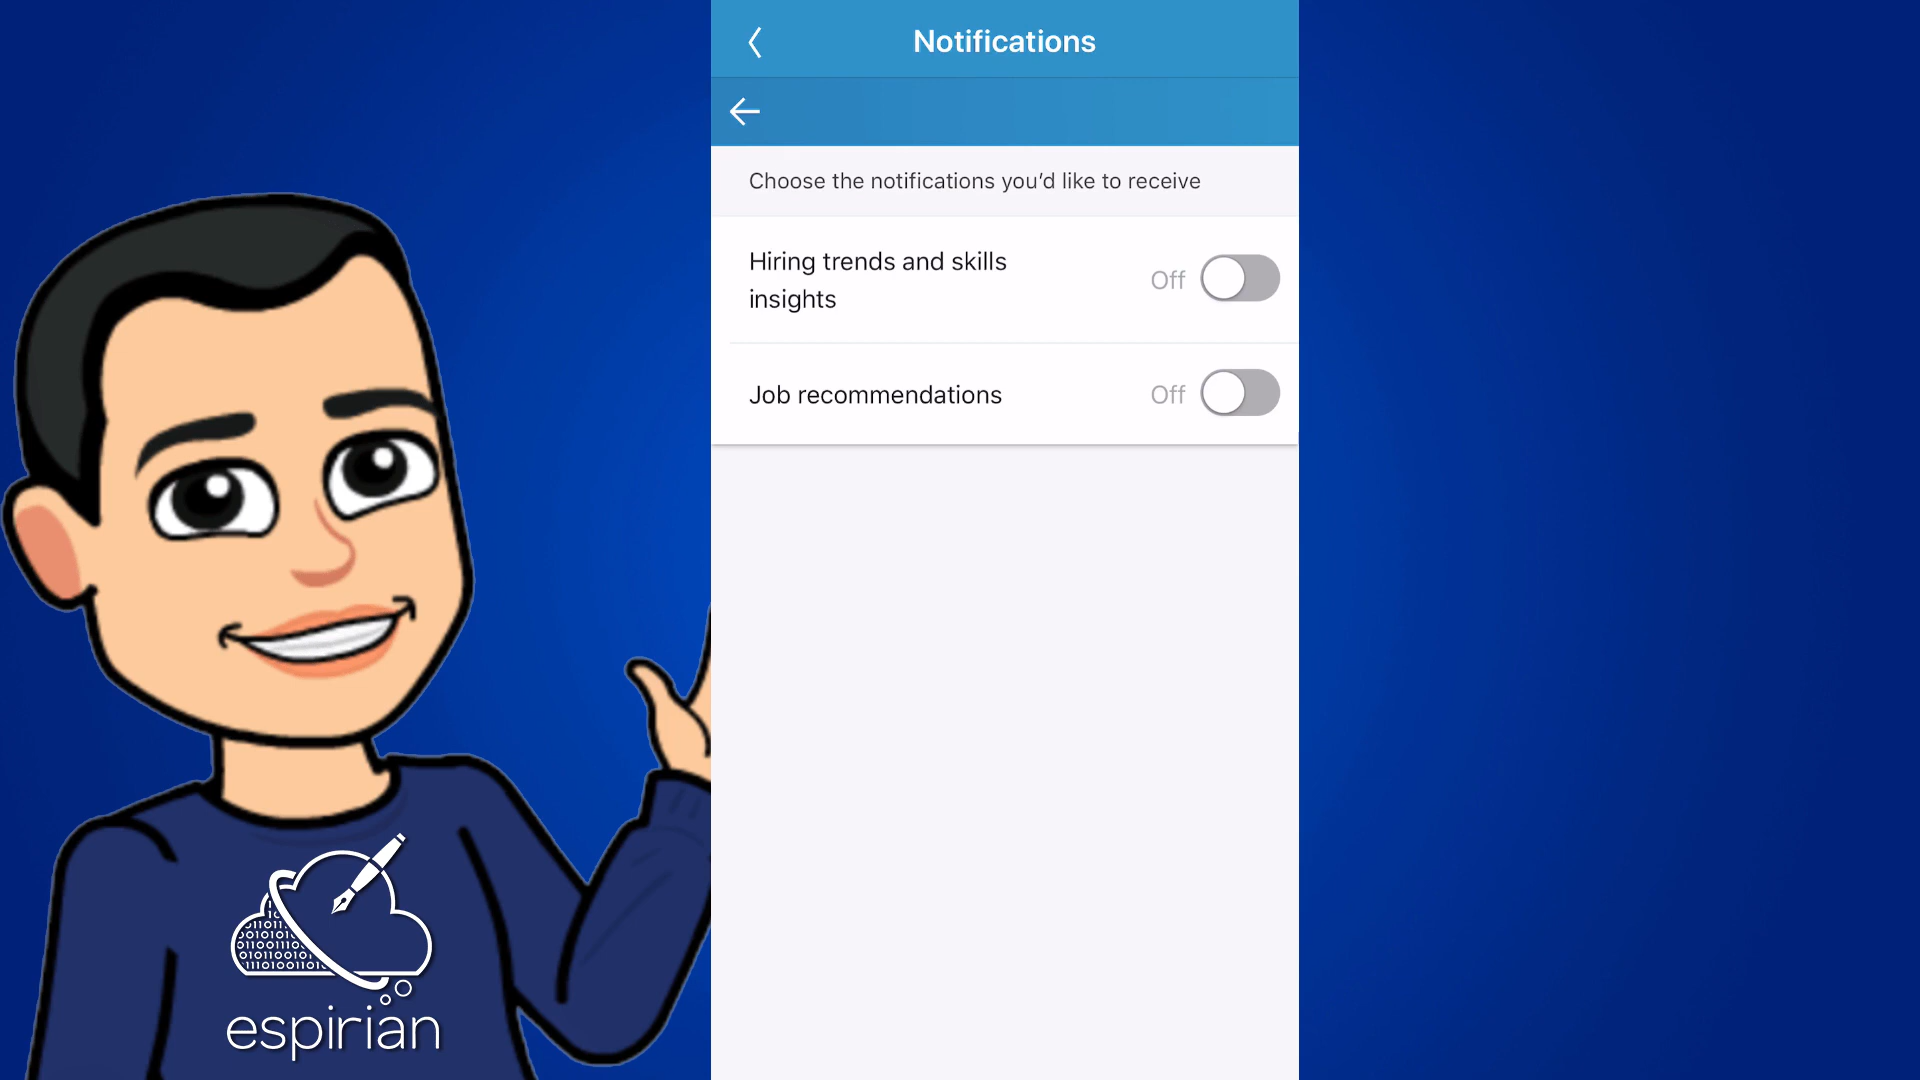 Notifications
Choose the notifications you’d like to receive
Hiring trends and skills
insights
Off
Job recommendations
Off
espirian